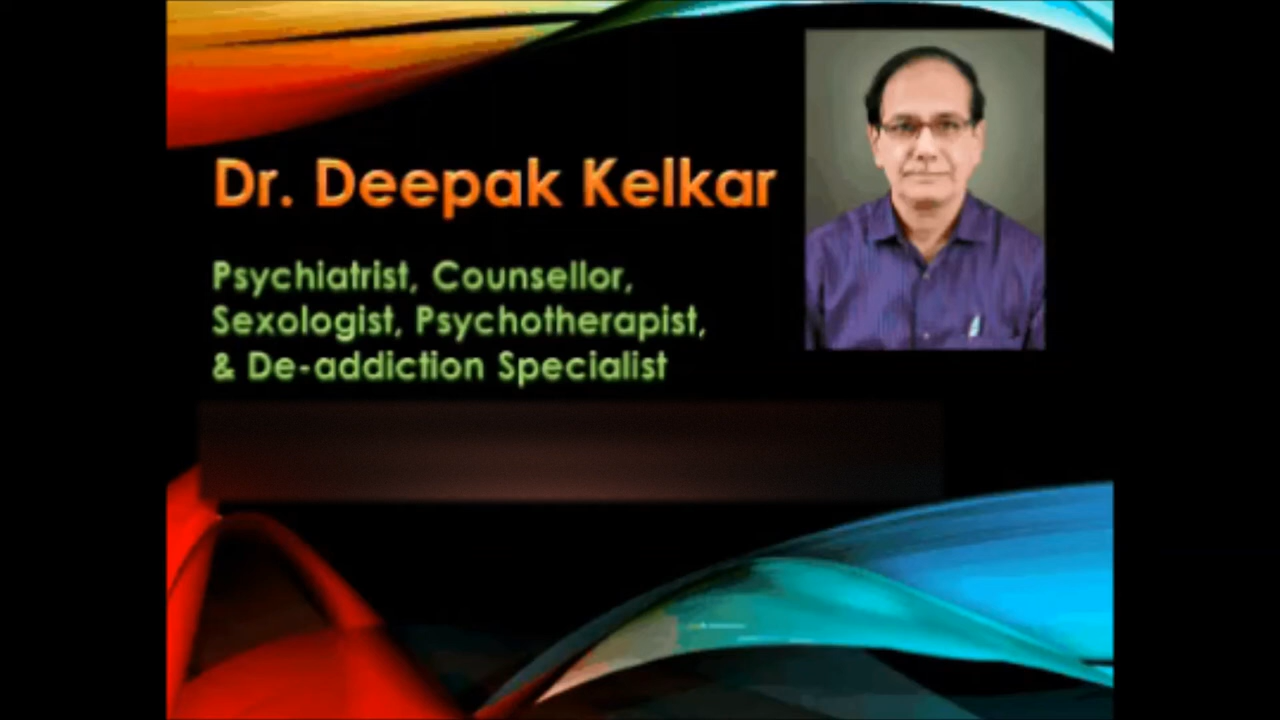 Dr. Deepak Kelkar
Psychiatrist, Counsellor,
Sexologist, Psychotherapist,
& De-addiction Specialist